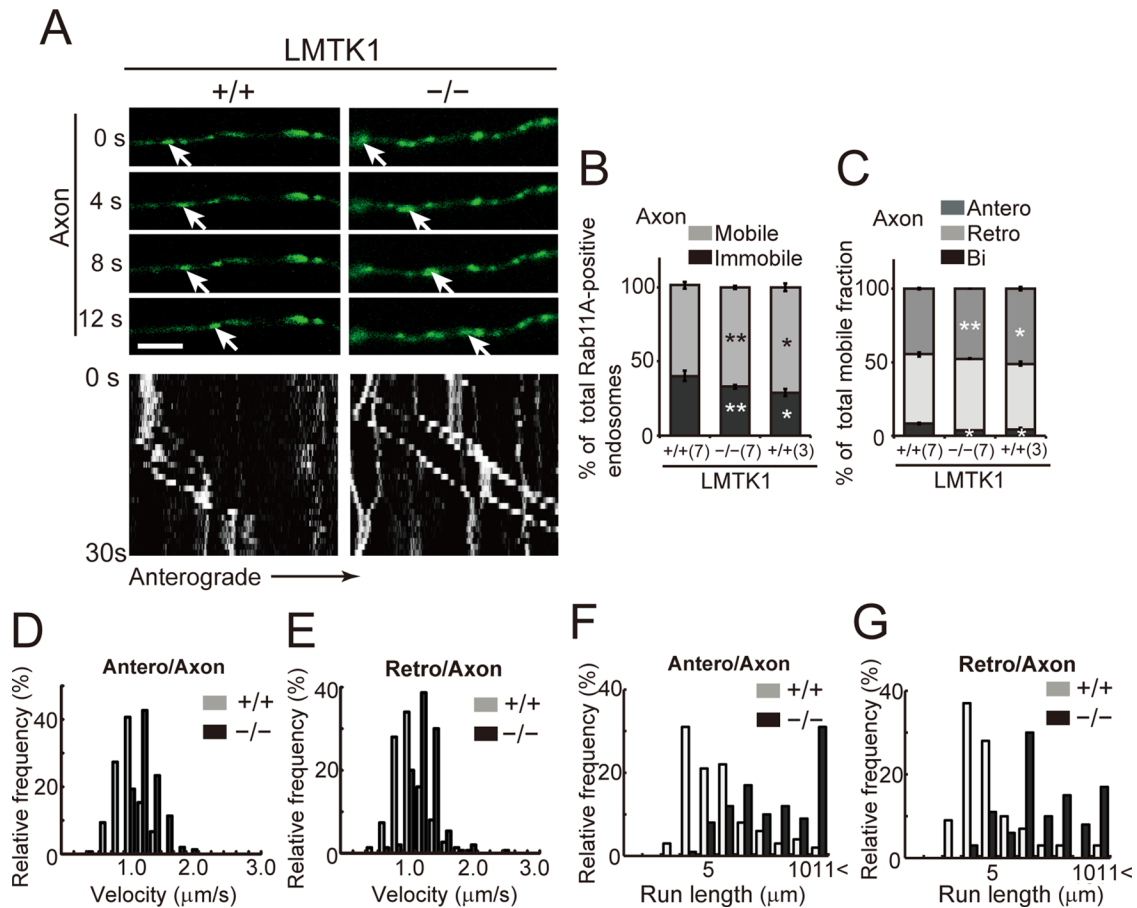 A
LMTK1
+/+ −/−
Axon
0 s
4 s
8 s
12 s
0 s
30s
Anterograde
B
Axon
Mobile
Immobile
% of total Rab11A-positive
endosomes
100
**
*
50
**
*
0
+/+(7) −/−(7) +/+(3)
LMTK1
C
Axon
Antero
Retro
Bi
% of total mobile fraction
100
**
*
50
*
*
0
+/+(7) −/−(7) +/+(3)
LMTK1
D
Antero/Axon
Relative frequency (%)
+/+
−/−
40
20
0
1.0 2.0 3.0
Velocity (μm/s)
E
Retro/Axon
Relative frequency (%)
+/+
−/−
40
20
0
1.0 2.0 3.0
Velocity (μm/s)
F
Antero/Axon
Relative frequency (%)
+/+
−/−
40
20
0
5 1011<
Run length (μm)
G
Retro/Axon
Relative frequency (%)
+/+
−/−
40
20
0
5 1011<
Run length (μm)